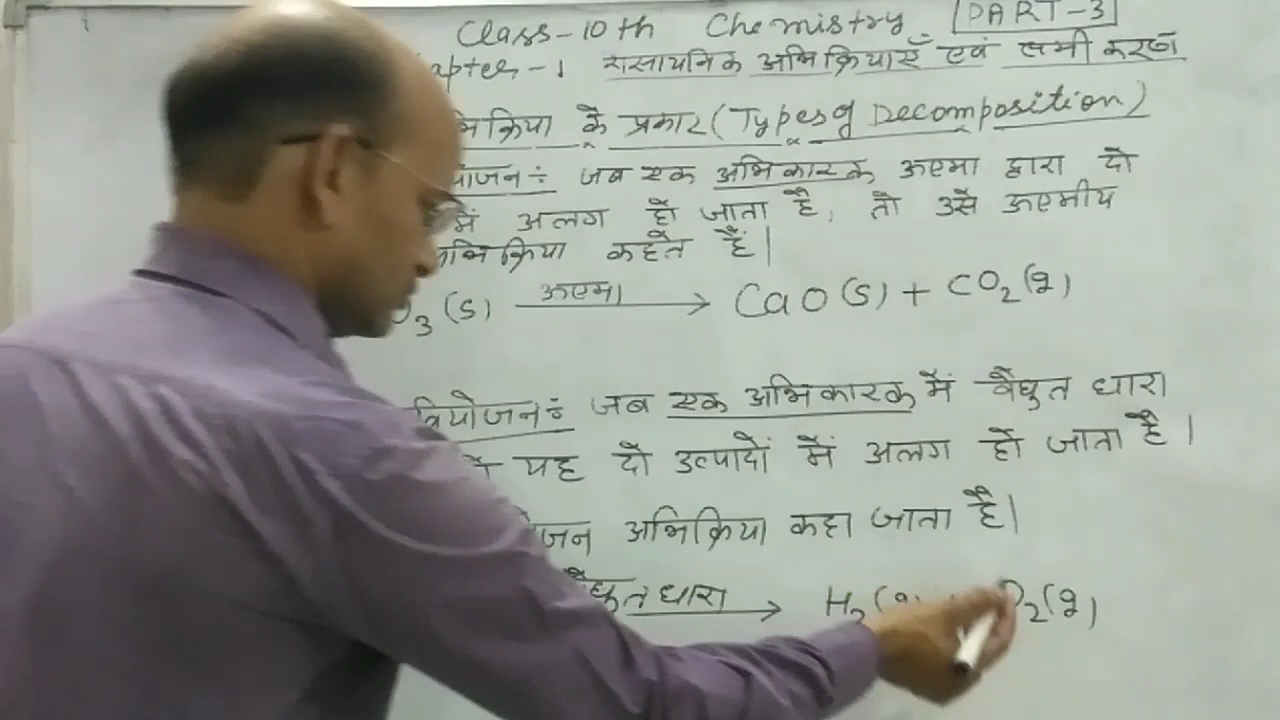 Class-10th Chemistry PART-3
apter-1 रासायनिक अभिक्रियाएँ एवं समीकरण
भिक्रिया के प्रकार (Types of Decomposition)
योजन ÷ जब एक अभिकारक ऊष्मा द्वारा दो
में अलग हो जाता है, तो उसे ऊष्मीय
अभिक्रिया कहते हैं।
O3 (s) ऊष्मा → CaO(s) + CO2(g)
वियोजन ÷ जब एक अभिकारक में वैधुत धारा
यह दो उत्पादों में अलग हो जाता है।
ोजन अभिक्रिया कहा जाता है।
वैधुत धारा → H2(g) O2(g)